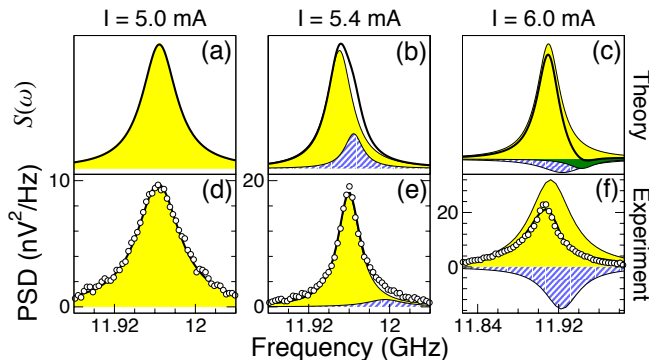 I = 5.0 mA I = 5.4 mA I = 6.0 mA
(a) (b) (c)
S(ω)
Theory
(d) (e) (f)
PSD (nV²/Hz)
10 20 20
0 0 0
Experiment
11.92 12 11.92 12 11.84 11.92
Frequency (GHz)